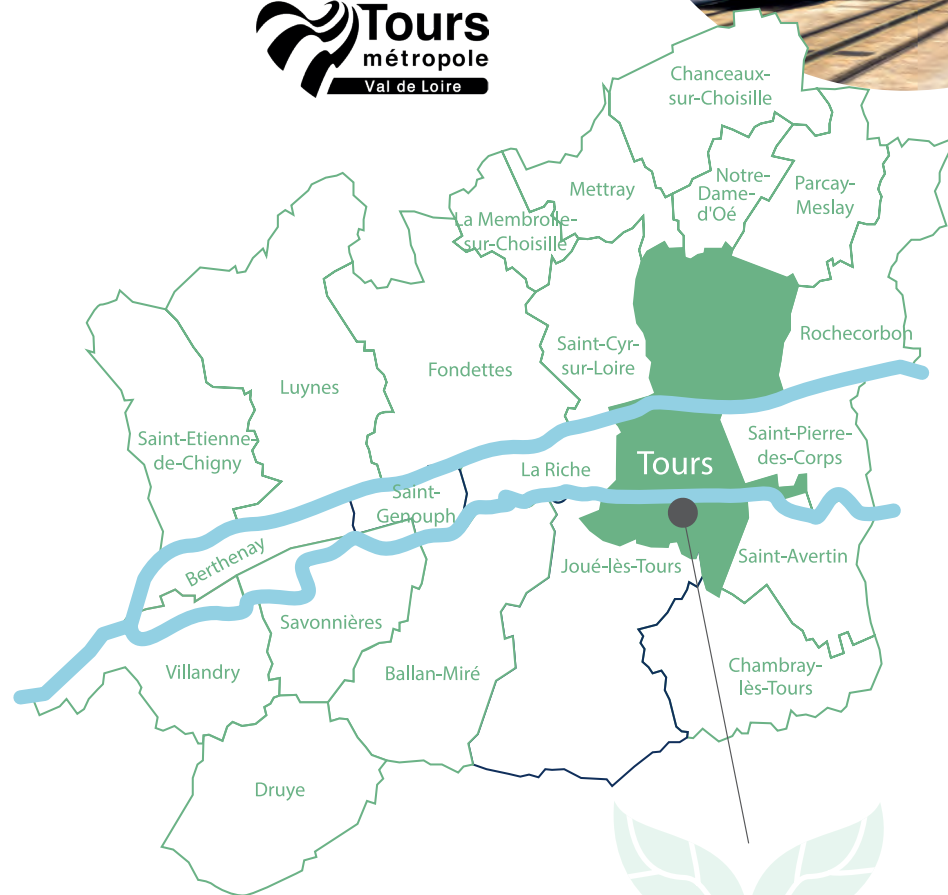 Tours
métropole
Val de Loire
Chanceaux-
sur-Choisille
Mettray
Notre-
Dame-
d'Oé
Parcay-
Meslay
La Membrolle-
sur-Choisille
Rochecorbon
Saint-Cyr-
sur-Loire
Fondettes
Luynes
Saint-Etienne-
de-Chigny
Saint-Pierre-
des-Corps
La Riche
Tours
Saint-
Genouph
Berthenay
Joué-lès-Tours
Saint-Avertin
Savonnières
Villandry
Ballan-Miré
Chambray-
lès-Tours
Druye